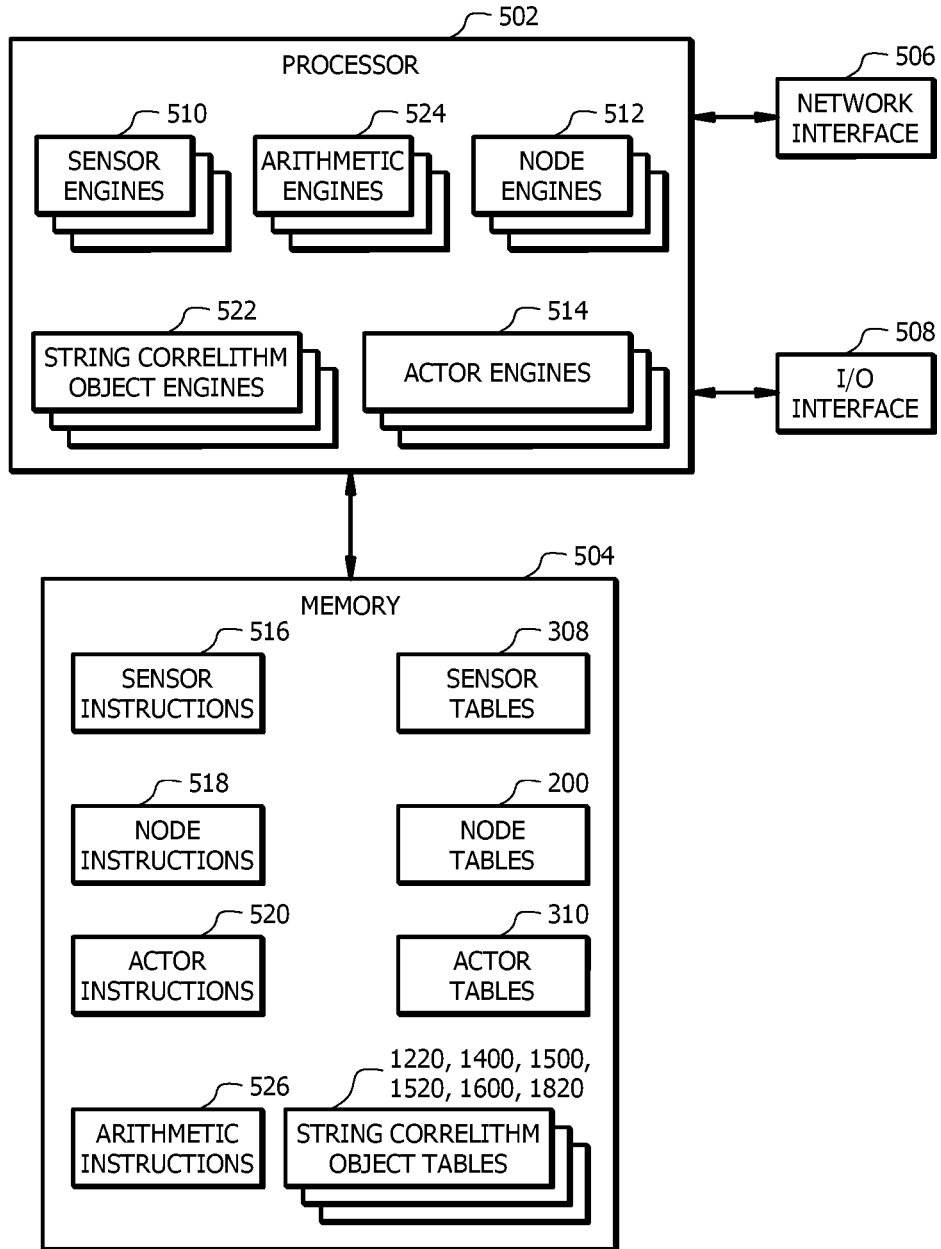 502
PROCESSOR
506
NETWORK
INTERFACE
510
SENSOR
ENGINES
524
ARITHMETIC
ENGINES
512
NODE
ENGINES
522
STRING CORRELITHM
OBJECT ENGINES
514
ACTOR ENGINES
508
I/O
INTERFACE
504
MEMORY
516
SENSOR
INSTRUCTIONS
308
SENSOR
TABLES
518
NODE
INSTRUCTIONS
200
NODE
TABLES
520
ACTOR
INSTRUCTIONS
310
ACTOR
TABLES
526
ARITHMETIC
INSTRUCTIONS
1220, 1400, 1500,
1520, 1600, 1820
STRING CORRELITHM
OBJECT TABLES